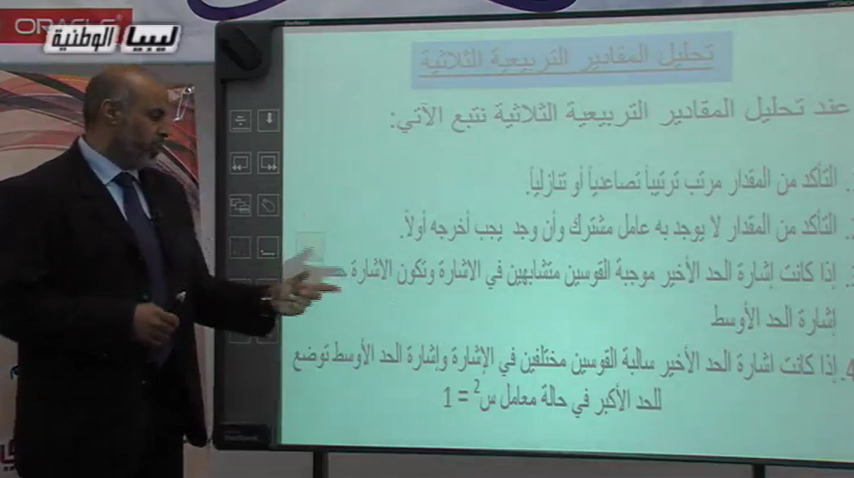 ORACLE
ليبيا الوطنية
تحليل المقادير التربيعية الثلاثية
عند تحليل المقادير التربيعية الثلاثية نتبع الآتي:
التأكد من المقدار مرتب ترتيباً تصاعدياً أو تنازلياً.
التأكد من المقدار لا يوجد به عامل مشترك وأن وجد يجب أخرجه أولاً.
إذا كانت إشارة الحد الأخير موجبة القوسين متشابهين في الاشارة وتكون الاشارة
إشارة الحد الأوسط
4. إذا كانت اشارة الحد الأخير سالبة القوسين مختلفين في الإشارة وإشارة الحد الأوسط توضع
للحد الأكبر في حالة معامل س2 = 1